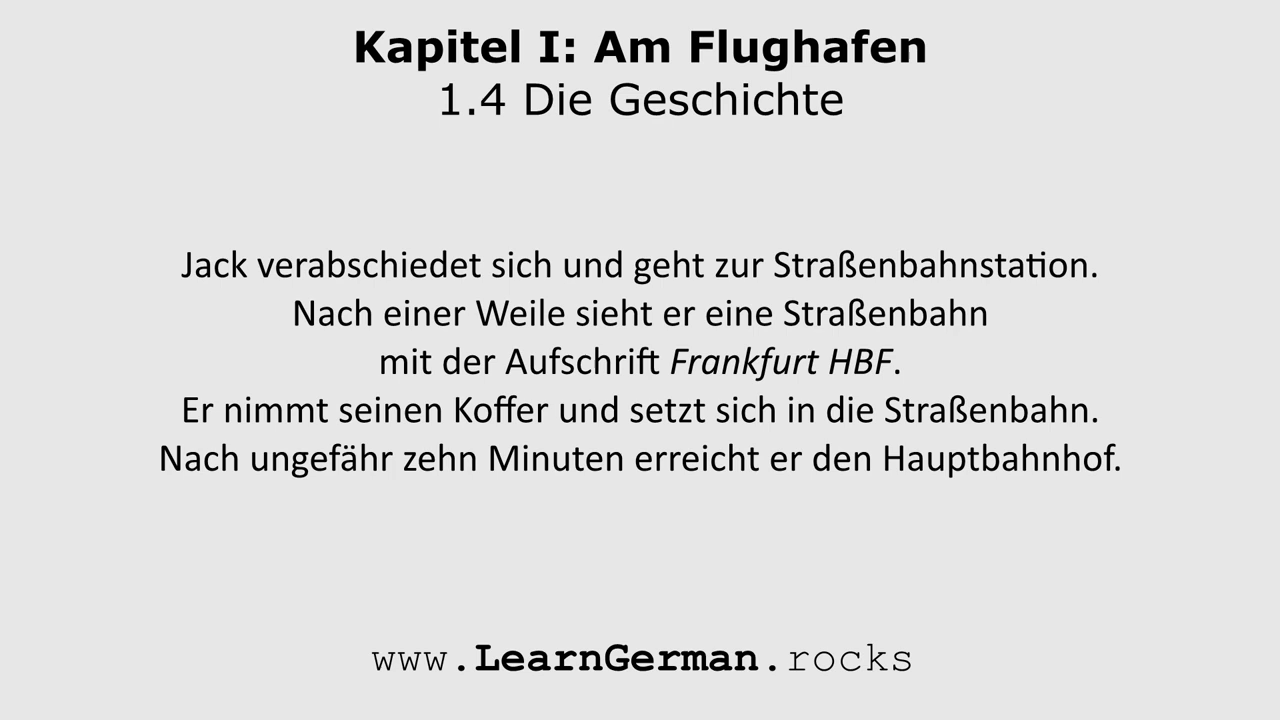 Kapitel I: Am Flughafen
1.4 Die Geschichte
Jack verabschiedet sich und geht zur Straßenbahnstation.
Nach einer Weile sieht er eine Straßenbahn
mit der Aufschrift Frankfurt HBF.
Er nimmt seinen Koffer und setzt sich in die Straßenbahn.
Nach ungefähr zehn Minuten erreicht er den Hauptbahnhof.
www.LearnGerman.rocks